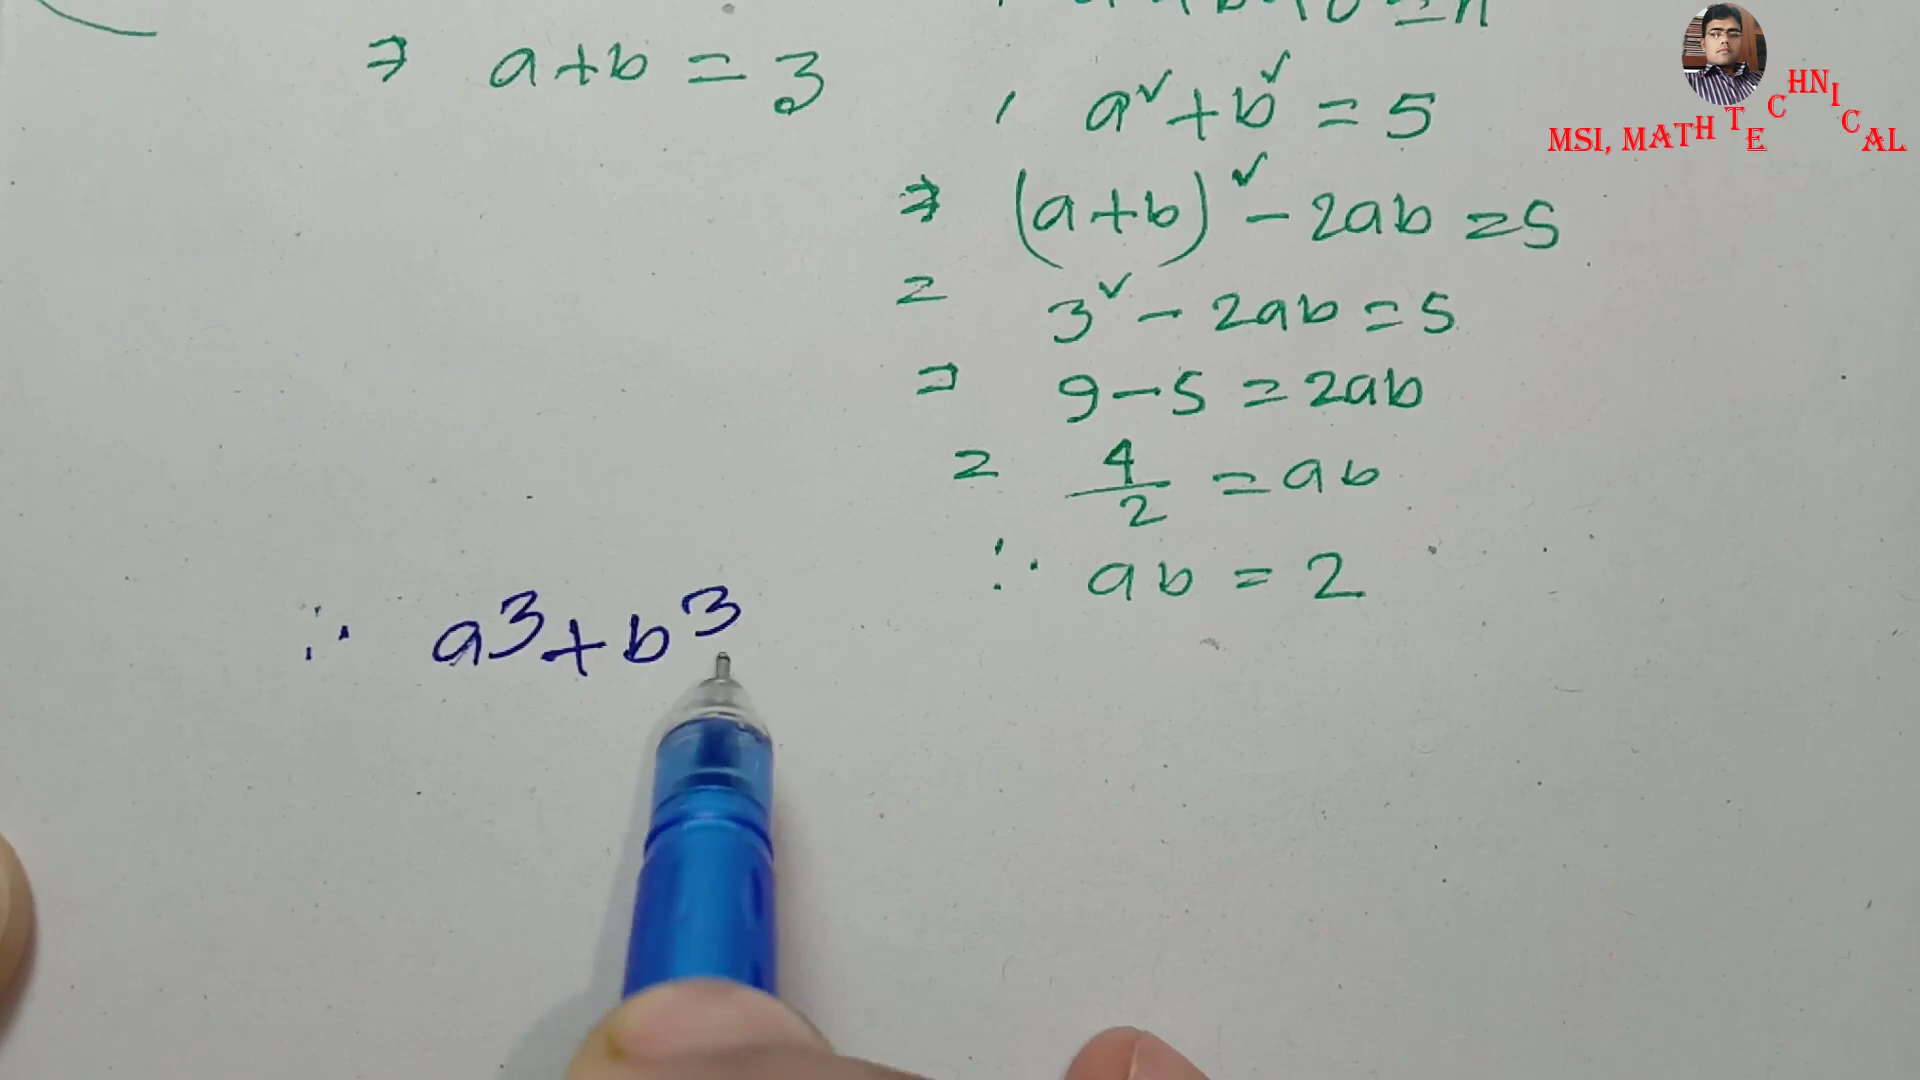 ⇒ a+b = 3
, a² + b² = 5
⇒ (a+b)² - 2ab = 5
= 3² - 2ab = 5
⇒ 9-5 = 2ab
= 4/2 = ab
∴ ab = 2
∴ a³+b³
MSI, MATH TECHNICAL